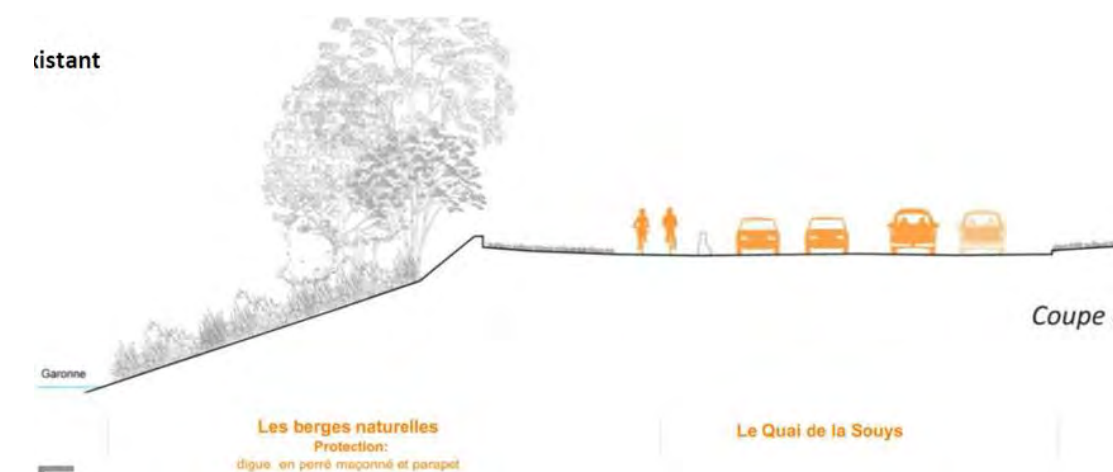 xistant
Coupe
Garonne
Les berges naturelles
Protection:
digue en perré maçonné et parapet
Le Quai de la Souys